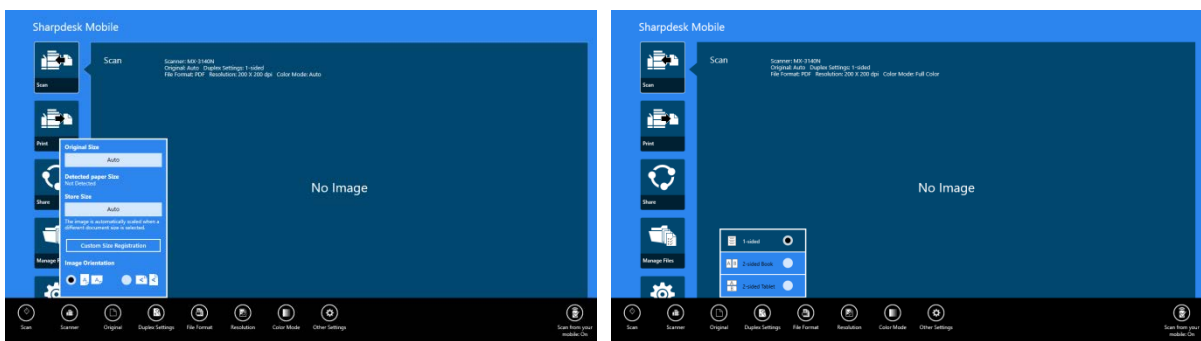 Sharpdesk Mobile
Scan
Scanner: MX-3140N
Original: Auto Duplex Settings: 1-sided
File Format: PDF Resolution: 200 X 200 dpi Color Mode: Auto
Scan
Print
Share
Manage F
Original Size
Auto
Detected paper Size
Not Detected
Store Size
Auto
The image is automatically scaled when a
different document size is selected.
Custom Size Registration
Image Orientation
No Image
Scan
Scanner
Original
Duplex Settings
File Format
Resolution
Color Mode
Other Settings
Scan from your
mobile: On
Sharpdesk Mobile
Scan
Scanner: MX-3140N
Original: Auto Duplex Settings: 1-sided
File Format: PDF Resolution: 200 X 200 dpi Color Mode: Full Color
Scan
Print
Share
Manage Files
1-sided
2-sided Book
2-sided Tablet
No Image
Scan
Scanner
Original
Duplex Settings
File Format
Resolution
Color Mode
Other Settings
Scan from your
mobile: On